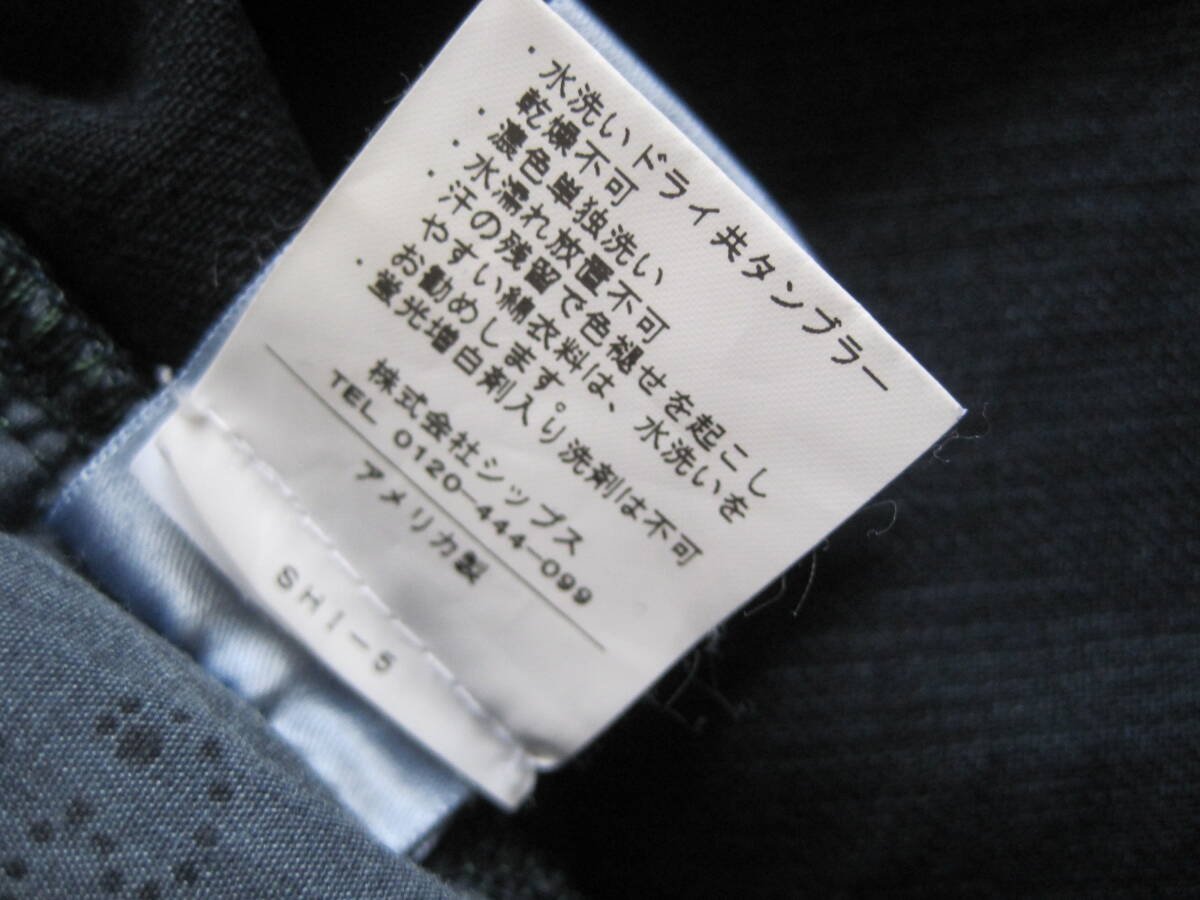 ・水洗いドライ共タンブラー
乾燥不可
・濃色単独洗い
・水濡れ放置不可
・汗の残留で色褪せを起こし
やすい綿衣料は、水洗いを
お勧めします。
・蛍光増白剤入り洗剤は不可
株式会社シップス
TEL 0120-444-099
アメリカ製
SHI-5